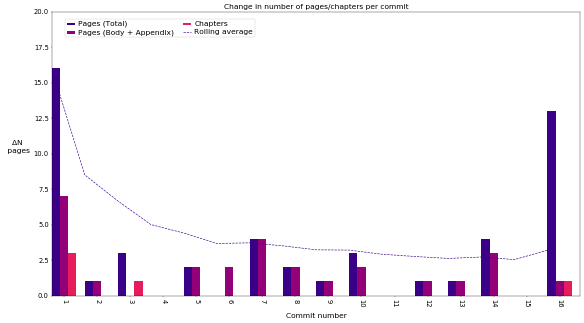 Change in number of pages/chapters per commit
20.0
17.5
15.0
12.5
10.0
7.5
5.0
2.5
0.0
ΔN
pages
Pages (Total)
Pages (Body + Appendix)
Chapters
Rolling average
1 2 3 4 5 6 7 8 9 10 11 12 13 14 15 16
Commit number